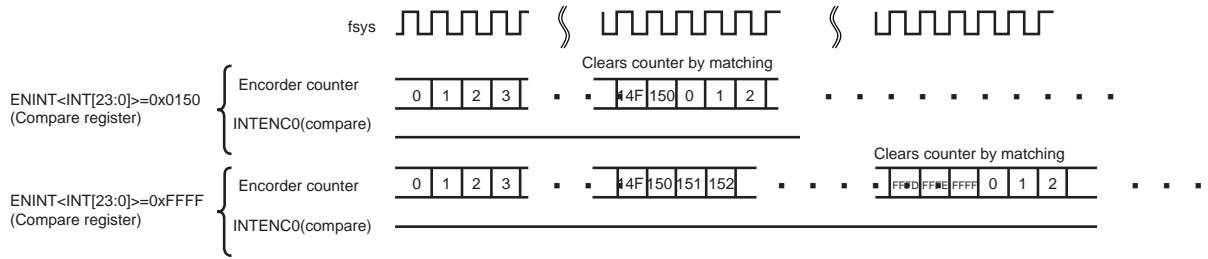 fsys
Clears counter by matching
ENINT<INT[23:0]>=0x0150
(Compare register)
Encorder counter
0 1 2 3 14F 150 0 1 2
INTENC0(compare)
Clears counter by matching
ENINT<INT[23:0]>=0xFFFF
(Compare register)
Encorder counter
0 1 2 3 14F 150 151 152 FFFD FFFE FFFF 0 1 2
INTENC0(compare)